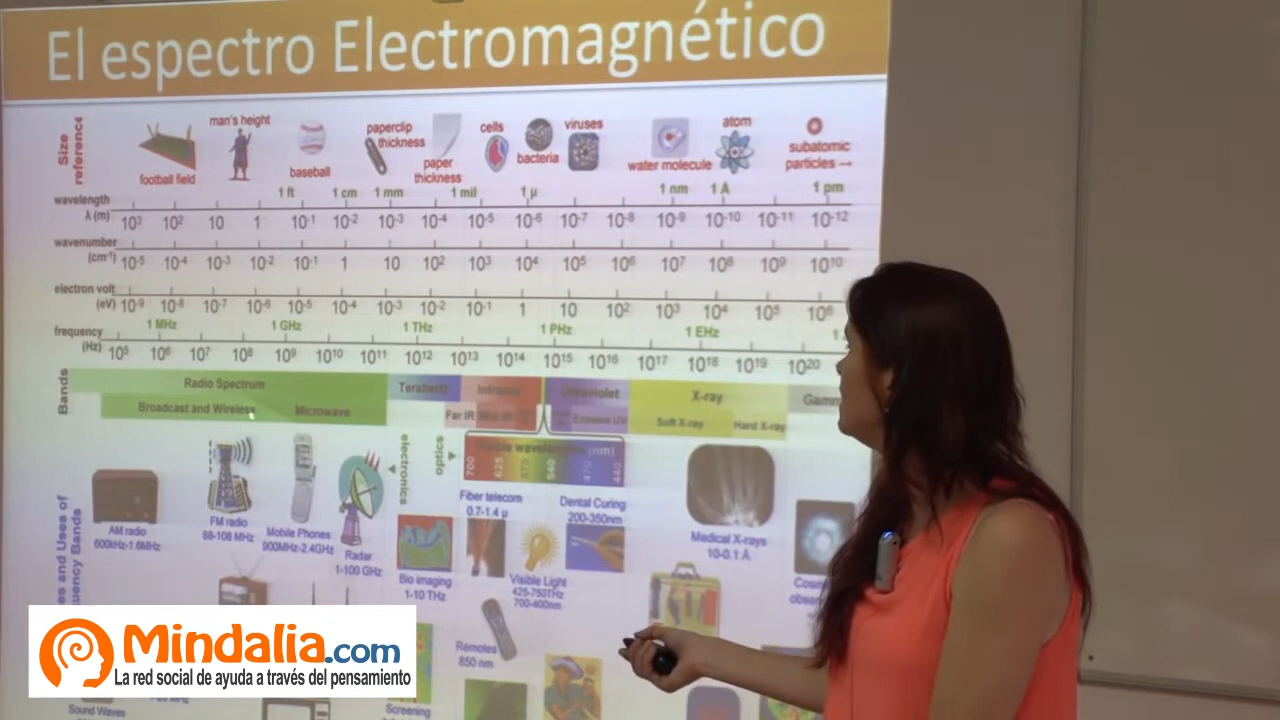 El espectro Electromagnético
Size reference
football field
man's height
baseball
paperclip thickness
paper thickness
cells
bacteria
viruses
water molecule
atom
subatomic particles →
1 ft 1 cm 1 mm 1 mil 1 µ 1 nm 1 A 1 pm
wavelength
λ (m) 10³ 10² 10 1 10⁻¹ 10⁻² 10⁻³ 10⁻⁴ 10⁻⁵ 10⁻⁶ 10⁻⁷ 10⁻⁸ 10⁻⁹ 10⁻¹⁰ 10⁻¹¹ 10⁻¹²
wavenumber
(cm⁻¹) 10⁻⁵ 10⁻⁴ 10⁻³ 10⁻² 10⁻¹ 1 10 10² 10³ 10⁴ 10⁵ 10⁶ 10⁷ 10⁸ 10⁹ 10¹⁰
electron volt
(eV) 10⁻⁹ 10⁻⁸ 10⁻⁷ 10⁻⁶ 10⁻⁵ 10⁻⁴ 10⁻³ 10⁻² 10⁻¹ 1 10 10² 10³ 10⁴ 10⁵ 10⁶
1 MHz 1 GHz 1 THz 1 PHz 1 EHz
frequency
(Hz) 10⁵ 10⁶ 10⁷ 10⁸ 10⁹ 10¹⁰ 10¹¹ 10¹² 10¹³ 10¹⁴ 10¹⁵ 10¹⁶ 10¹⁷ 10¹⁸ 10¹⁹ 10²⁰
Bands
Radio Spectrum
Terahertz
Ultraviolet
X-ray
Gamm
Broadcast and Wireless
Microwave
Far IR
Extreme UV
Soft X-ray
Hard X-ray
electronics
optics
700 625 575 540 470 440
(nm)
es and Uses of
uency Bands
AM radio
600kHz-1.6MHz
FM radio
88-108 MHz
Mobile Phones
900MHz-2.4GHz
Radar
1-100 GHz
Bio imaging
1-10 THz
Fiber telecom
0.7-1.4 µ
Dental Curing
200-350nm
Visible Light
425-750THz
700-400nm
Medical X-rays
10-0.1 Å
Cosm
obser
Remotes
850 nm
Screening
Sound Waves
Mindalia.com
La red social de ayuda a través del pensamiento